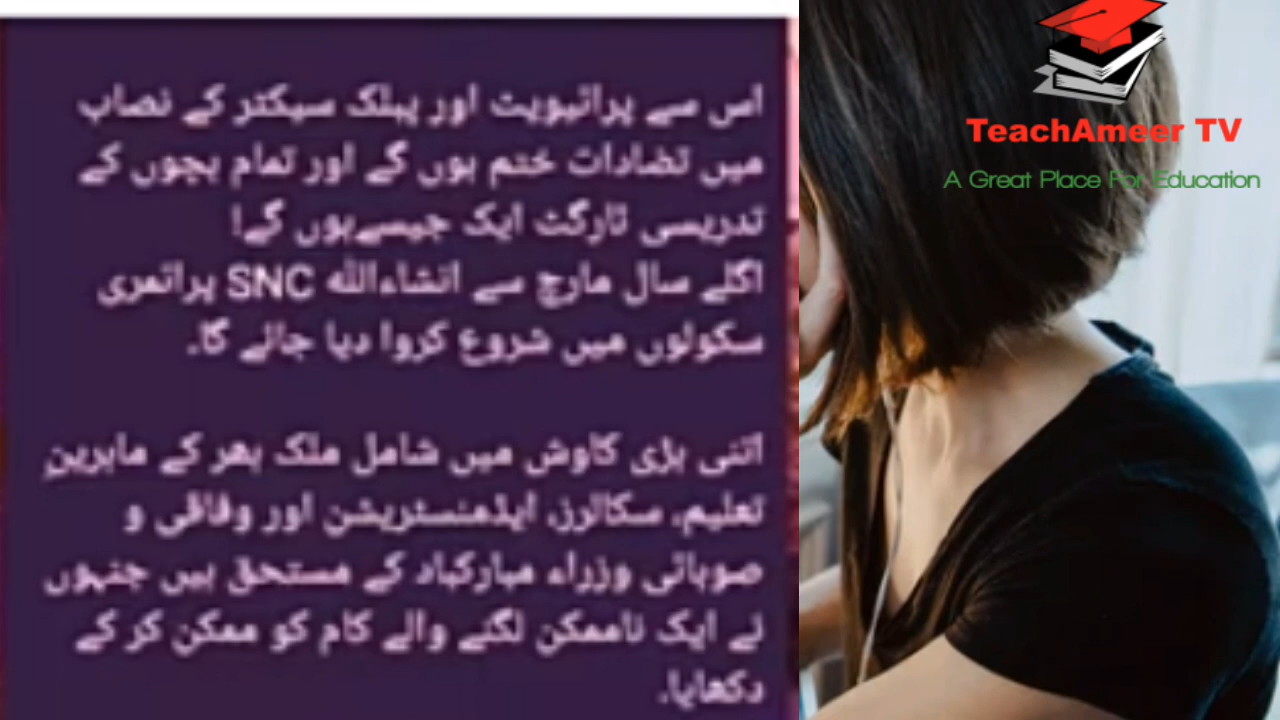 اس سے پرائیویٹ اور پبلک سیکٹر کے نصاب
میں تضادات ختم ہوں گے اور تمام بچوں کے
تدریسی ٹارگٹ ایک جیسےہوں گے!
اگلے سال مارچ سے انشاءاللہ SNC پرائمری
سکولوں میں شروع کروا دیا جائے گا۔
اتنی بڑی کاوش میں شامل ملک بھر کے ماہرینِ
تعلیم، سکالرز، ایڈمنسٹریشن اور وفاقی و
صوبائی وزراء مبارکباد کے مستحق ہیں جنہوں
نے ایک ناممکن لگنے والے کام کو ممکن کر کے
دکھایا۔
TeachAmeer TV
A Great Place For Education